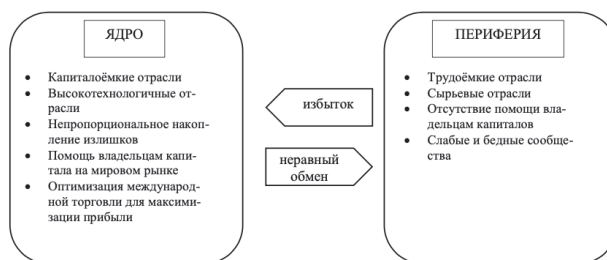 ЯДРО
• Капиталоёмкие отрасли
• Высокотехнологичные от-
расли
• Непропорциональное накоп-
ление излишков
• Помощь владельцам капи-
тала на мировом рынке
• Оптимизация международ-
ной торговли для максими-
зации прибыли
избыток
неравный
обмен
ПЕРИФЕРИЯ
• Трудоёмкие отрасли
• Сырьевые отрасли
• Отсутствие помощи вла-
дельцам капиталов
• Слабые и бедные сообще-
ства